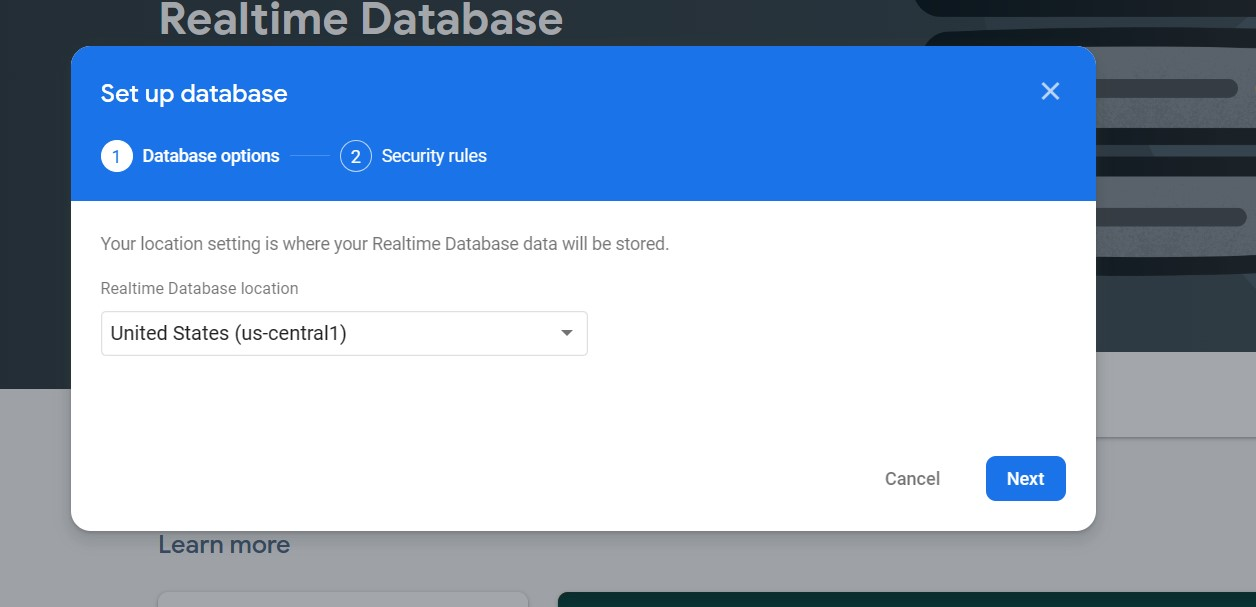 Realtime Database
Set up database
1 Database options 2 Security rules
Your location setting is where your Realtime Database data will be stored.
Realtime Database location
United States (us-central1)
Cancel Next
Learn more